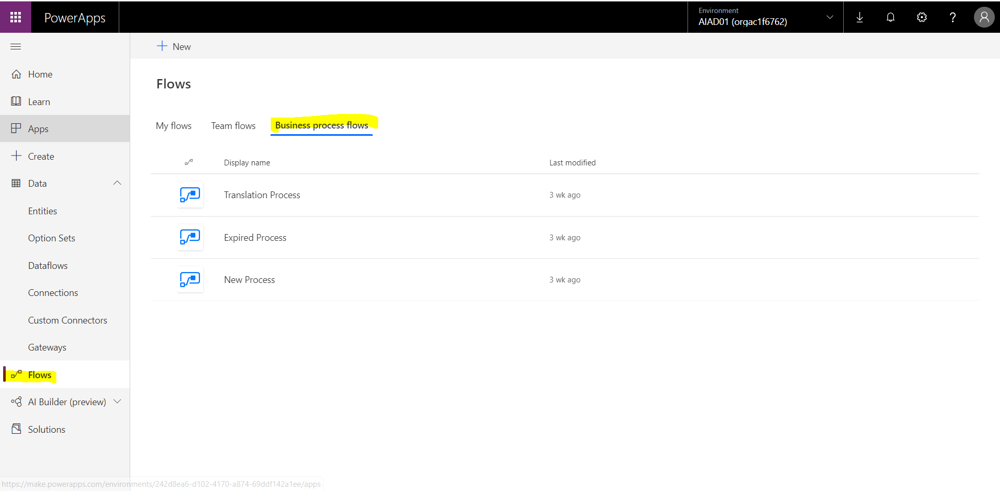 PowerApps
Environment
AIAD01 (orgac1f6762)
?
New
Home
Learn
Apps
Create
Data
Entities
Option Sets
Dataflows
Connections
Custom Connectors
Gateways
Flows
AI Builder (preview)
Solutions
Flows
My flows Team flows Business process flows
Display name Last modified
Translation Process 3 wk ago
Expired Process 3 wk ago
New Process 3 wk ago
https://make.powerapps.com/environments/242d8ea6-d102-4170-a874-69ddf142a1ee/apps